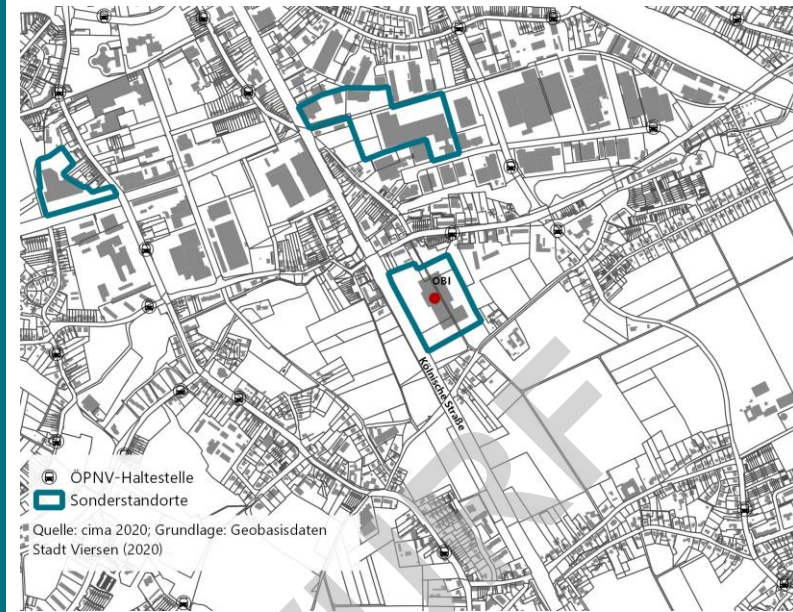 OBI
Kölnische Straße
ÖPNV-Haltestelle
Sonderstandorte
Quelle: cima 2020; Grundlage: Geobasisdaten
Stadt Viersen (2020)